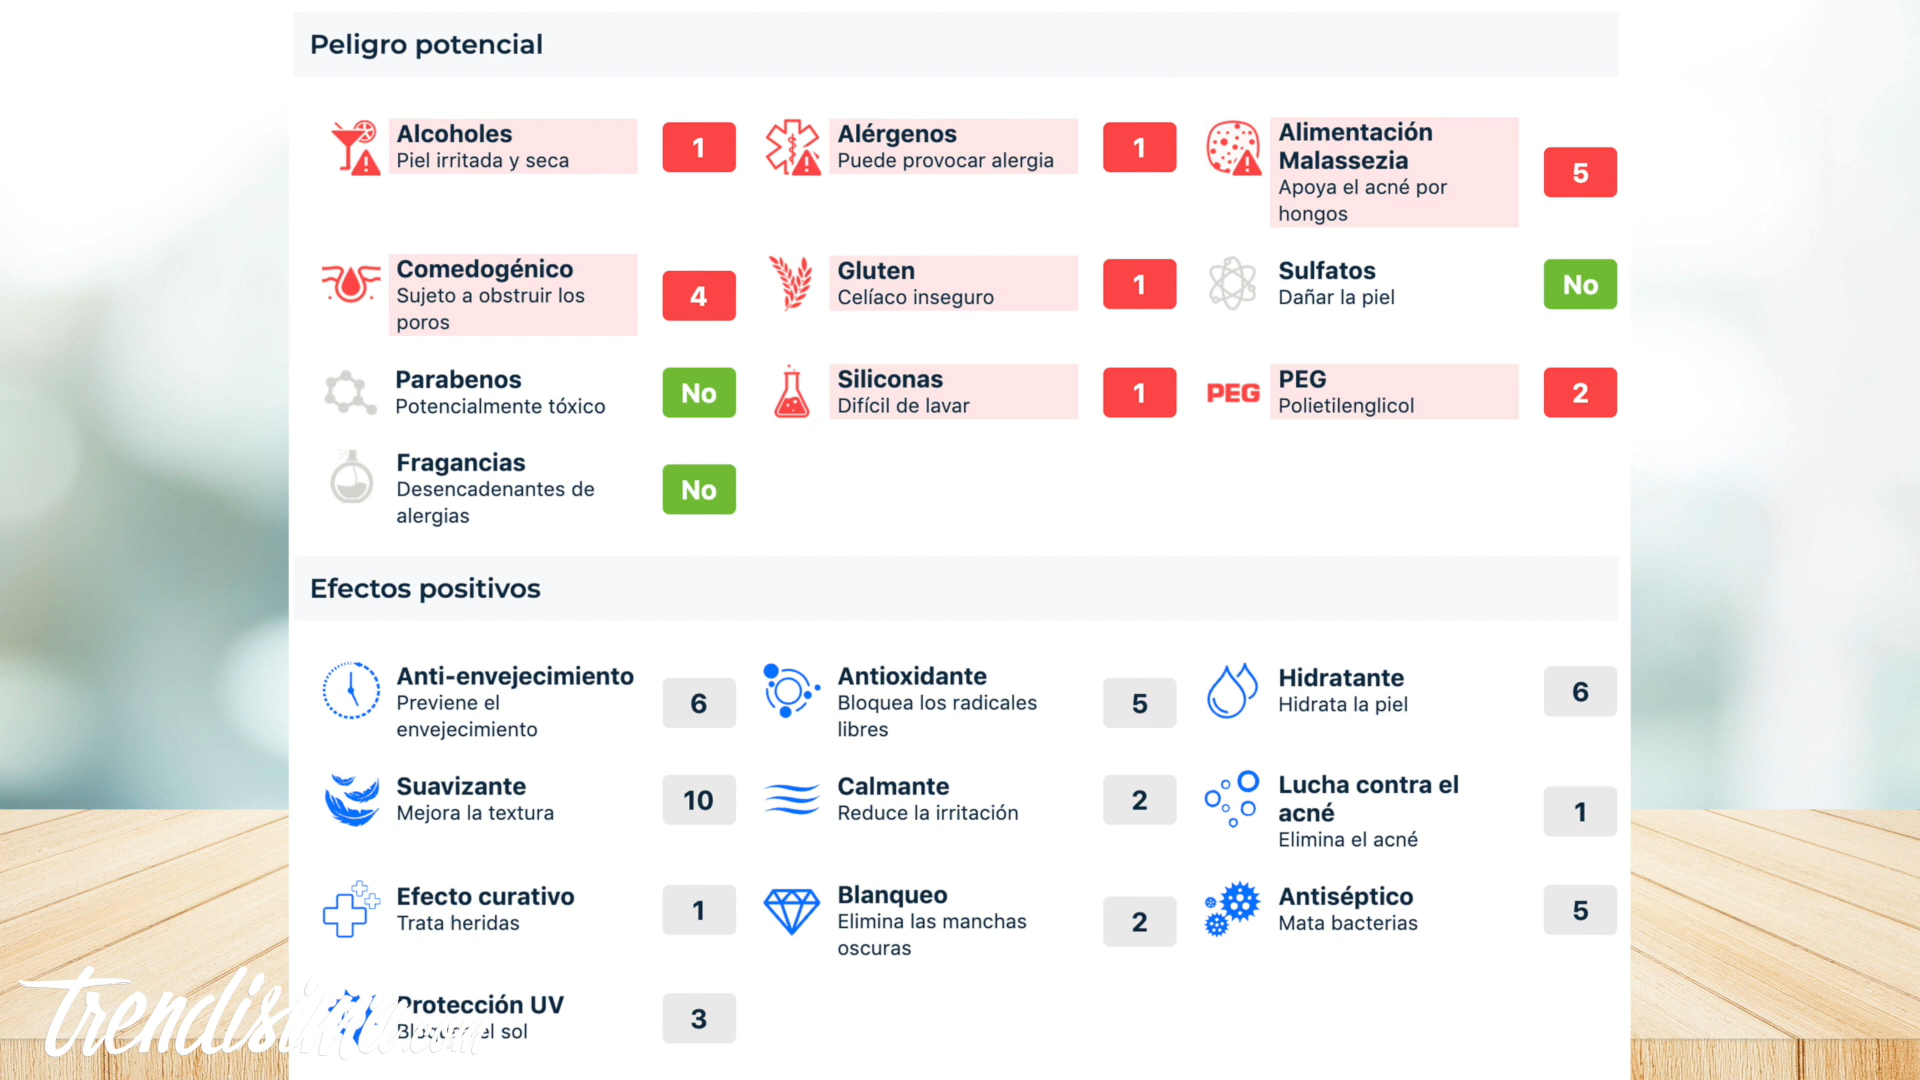 Peligro potencial
Alcoholes
Piel irritada y seca
1
Alérgenos
Puede provocar alergia
1
Alimentación
Malassezia
Apoya el acné por
hongos
5
Comedogénico
Sujeto a obstruir los
poros
4
Gluten
Celíaco inseguro
1
Sulfatos
Dañar la piel
No
Parabenos
Potencialmente tóxico
No
Siliconas
Difícil de lavar
1
PEG
PEG
Polietilenglicol
2
Fragancias
Desencadenantes de
alergias
No
Efectos positivos
Anti-envejecimiento
Previene el
envejecimiento
6
Antioxidante
Bloquea los radicales
libres
5
Hidratante
Hidrata la piel
6
Suavizante
Mejora la textura
10
Calmante
Reduce la irritación
2
Lucha contra el
acné
Elimina el acné
1
Efecto curativo
Trata heridas
1
Blanqueo
Elimina las manchas
oscuras
2
Antiséptico
Mata bacterias
5
Protección UV
el sol
3
trendisima.com